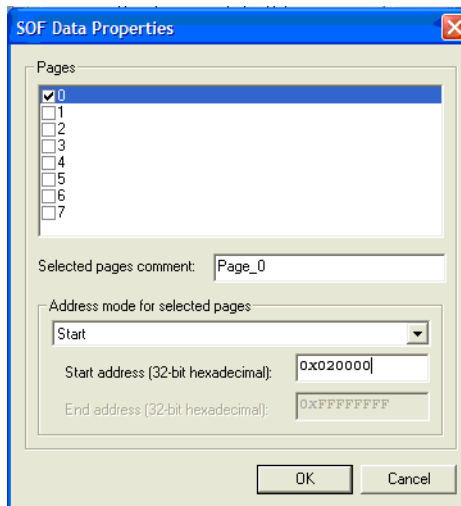 SOF Data Properties
Pages
0
1
2
3
4
5
6
7
Selected pages comment: Page_0
Address mode for selected pages
Start
Start address (32-bit hexadecimal): 0x020000
End address (32-bit hexadecimal): 0xFFFFFFFF
OK Cancel